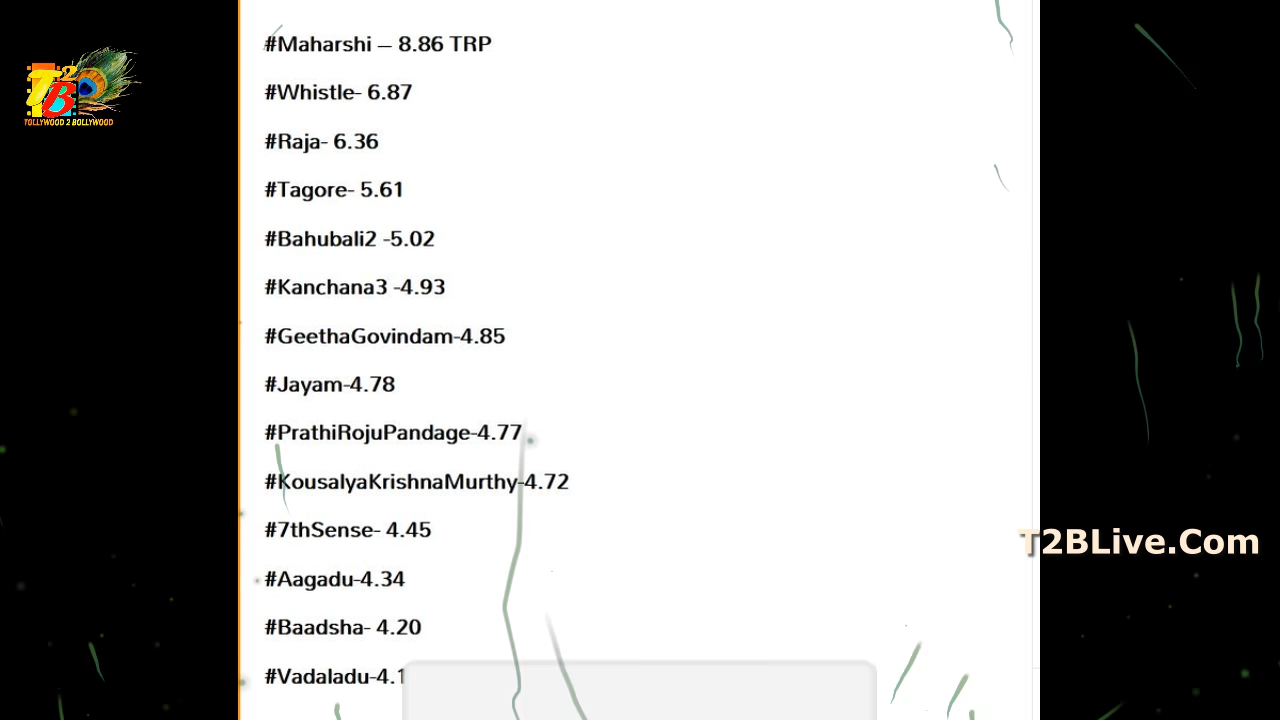 #Maharshi – 8.86 TRP
#Whistle- 6.87
#Raja- 6.36
#Tagore- 5.61
#Bahubali2 -5.02
#Kanchana3 -4.93
#GeethaGovindam-4.85
#Jayam-4.78
#PrathiRojuPandage-4.77
#KousalyaKrishnaMurthy-4.72
#7thSense- 4.45
#Aagadu-4.34
#Baadsha- 4.20
#Vadaladu-4.1
T2B
TOLLYWOOD 2 BOLLYWOOD
T2BLive.Com